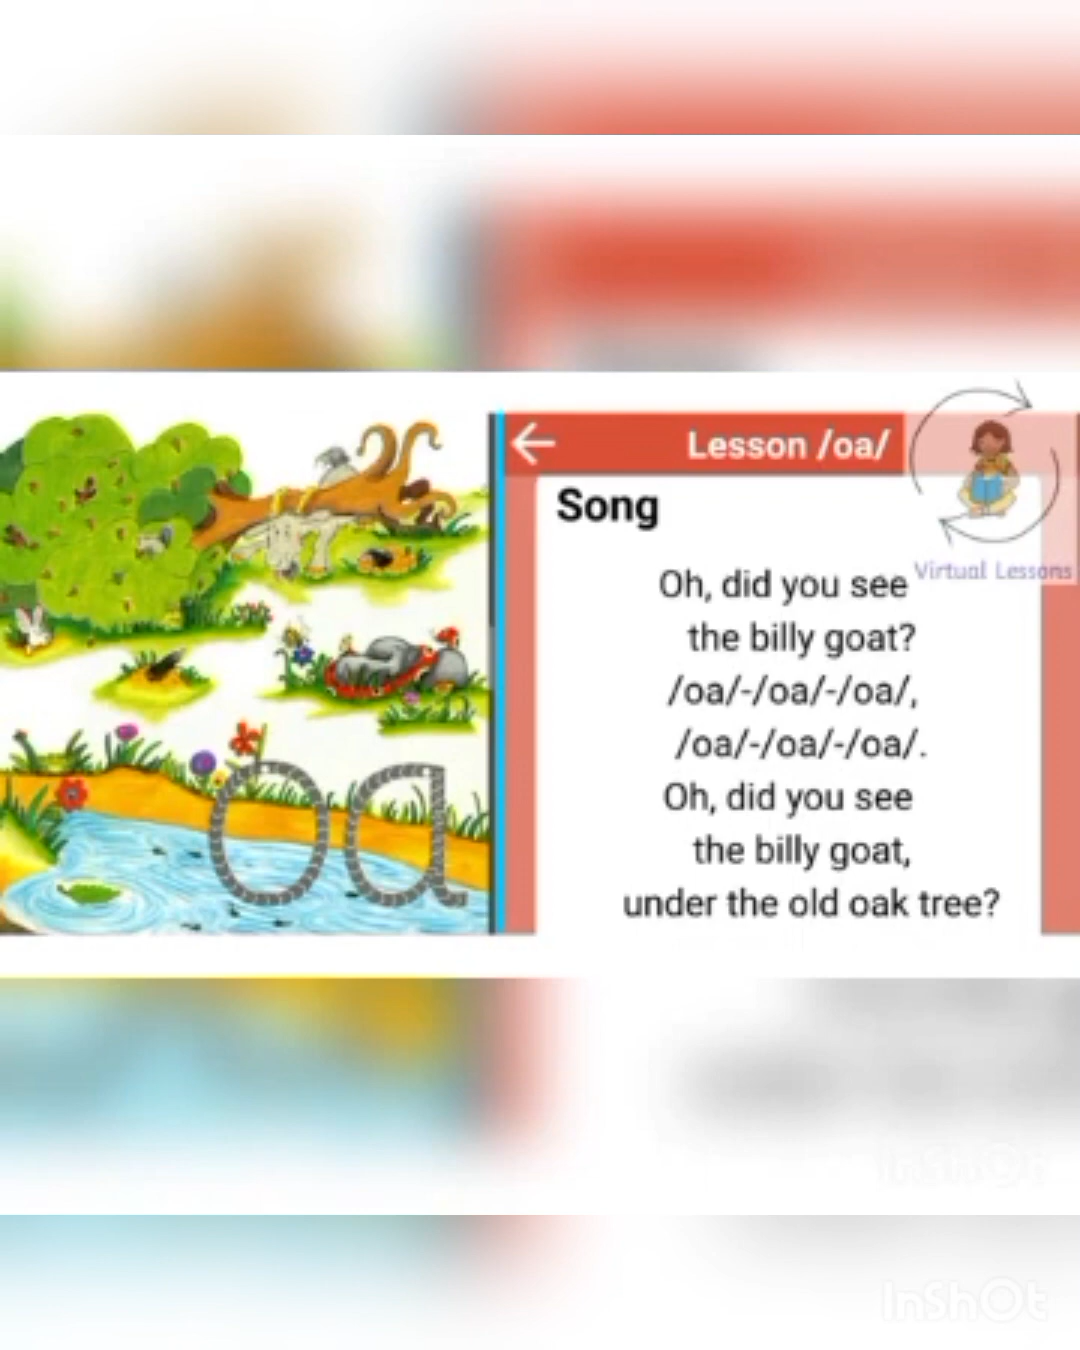 Lesson /oa/
Song
Oh, did you see
the billy goat?
/oa/-/oa/-/oa/,
/oa/-/oa/-/oa/.
Oh, did you see
the billy goat,
under the old oak tree?
Virtual Lessons
oa
InShOt
InShOt